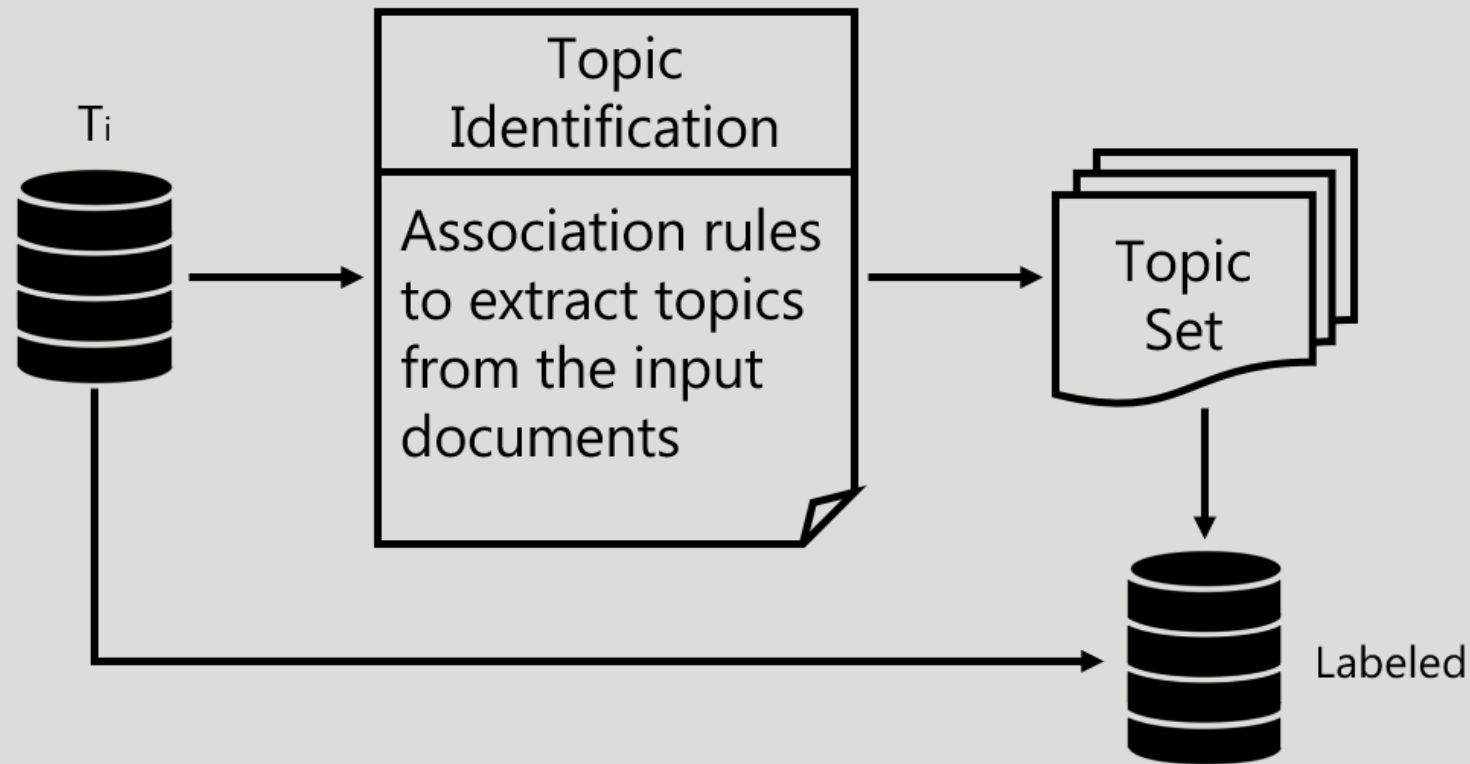 Ti
Topic
Identification
Association rules
to extract topics
from the input
documents
Topic
Set
Labeled